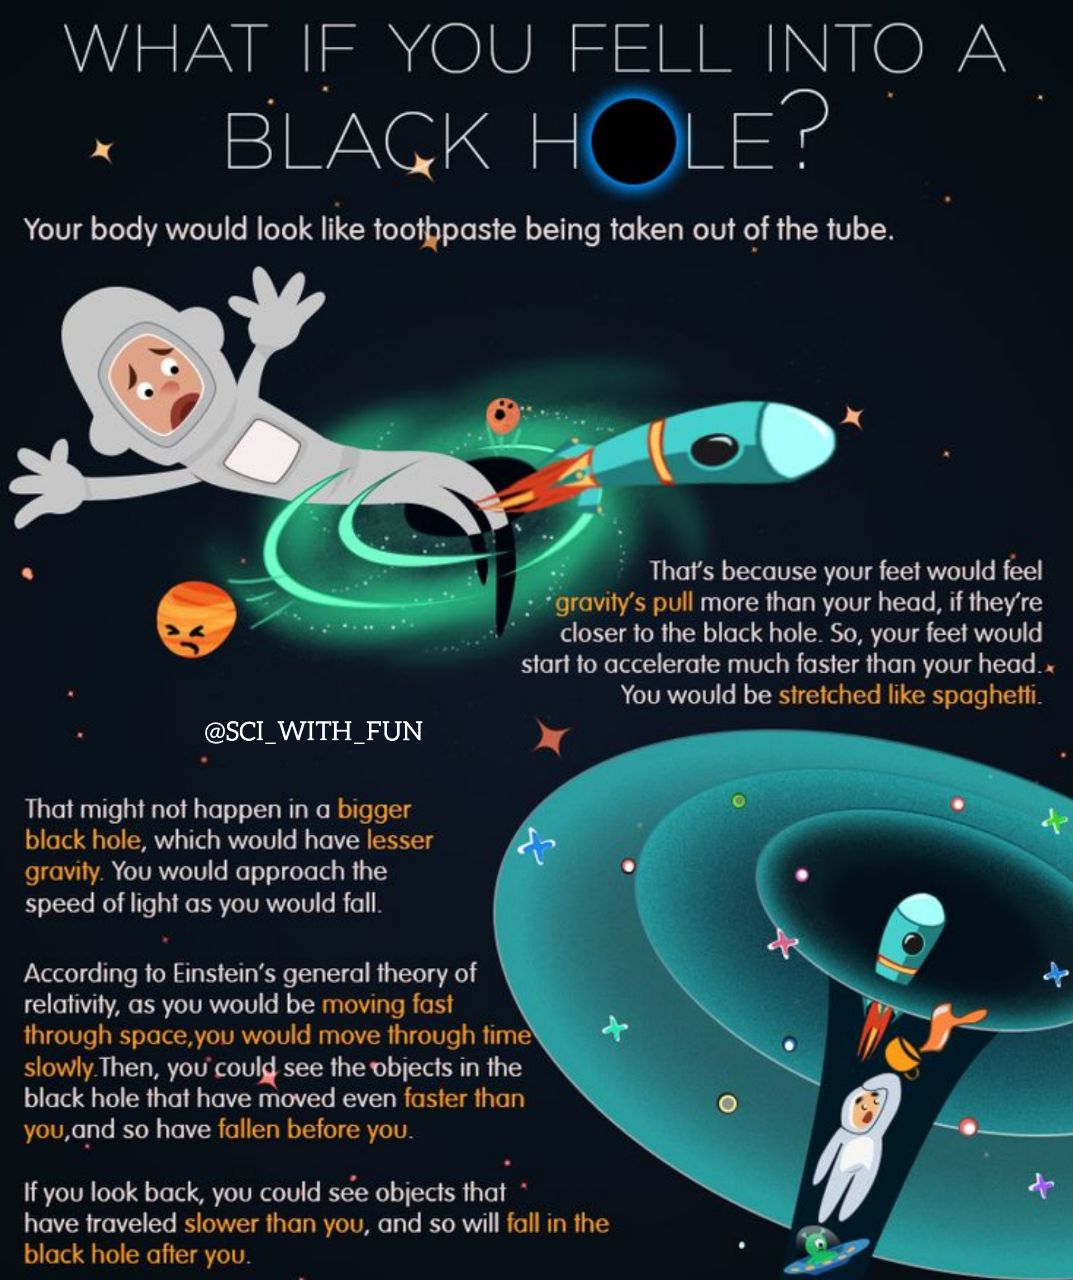 WHAT IF YOU FELL INTO A
BLACK HOLE?
Your body would look like toothpaste being taken out of the tube.
That's because your feet would feel
gravity's pull more than your head, if they're
closer to the black hole. So, your feet would
start to accelerate much faster than your head.
You would be stretched like spaghetti.
@SCI_WITH_FUN
That might not happen in a bigger
black hole, which would have lesser
gravity. You would approach the
speed of light as you would fall.
According to Einstein's general theory of
relativity, as you would be moving fast
through space,you would move through time
slowly.Then, you could see the objects in the
black hole that have moved even faster than
you,and so have fallen before you.
If you look back, you could see objects that
have traveled slower than you, and so will fall in the
black hole after you.